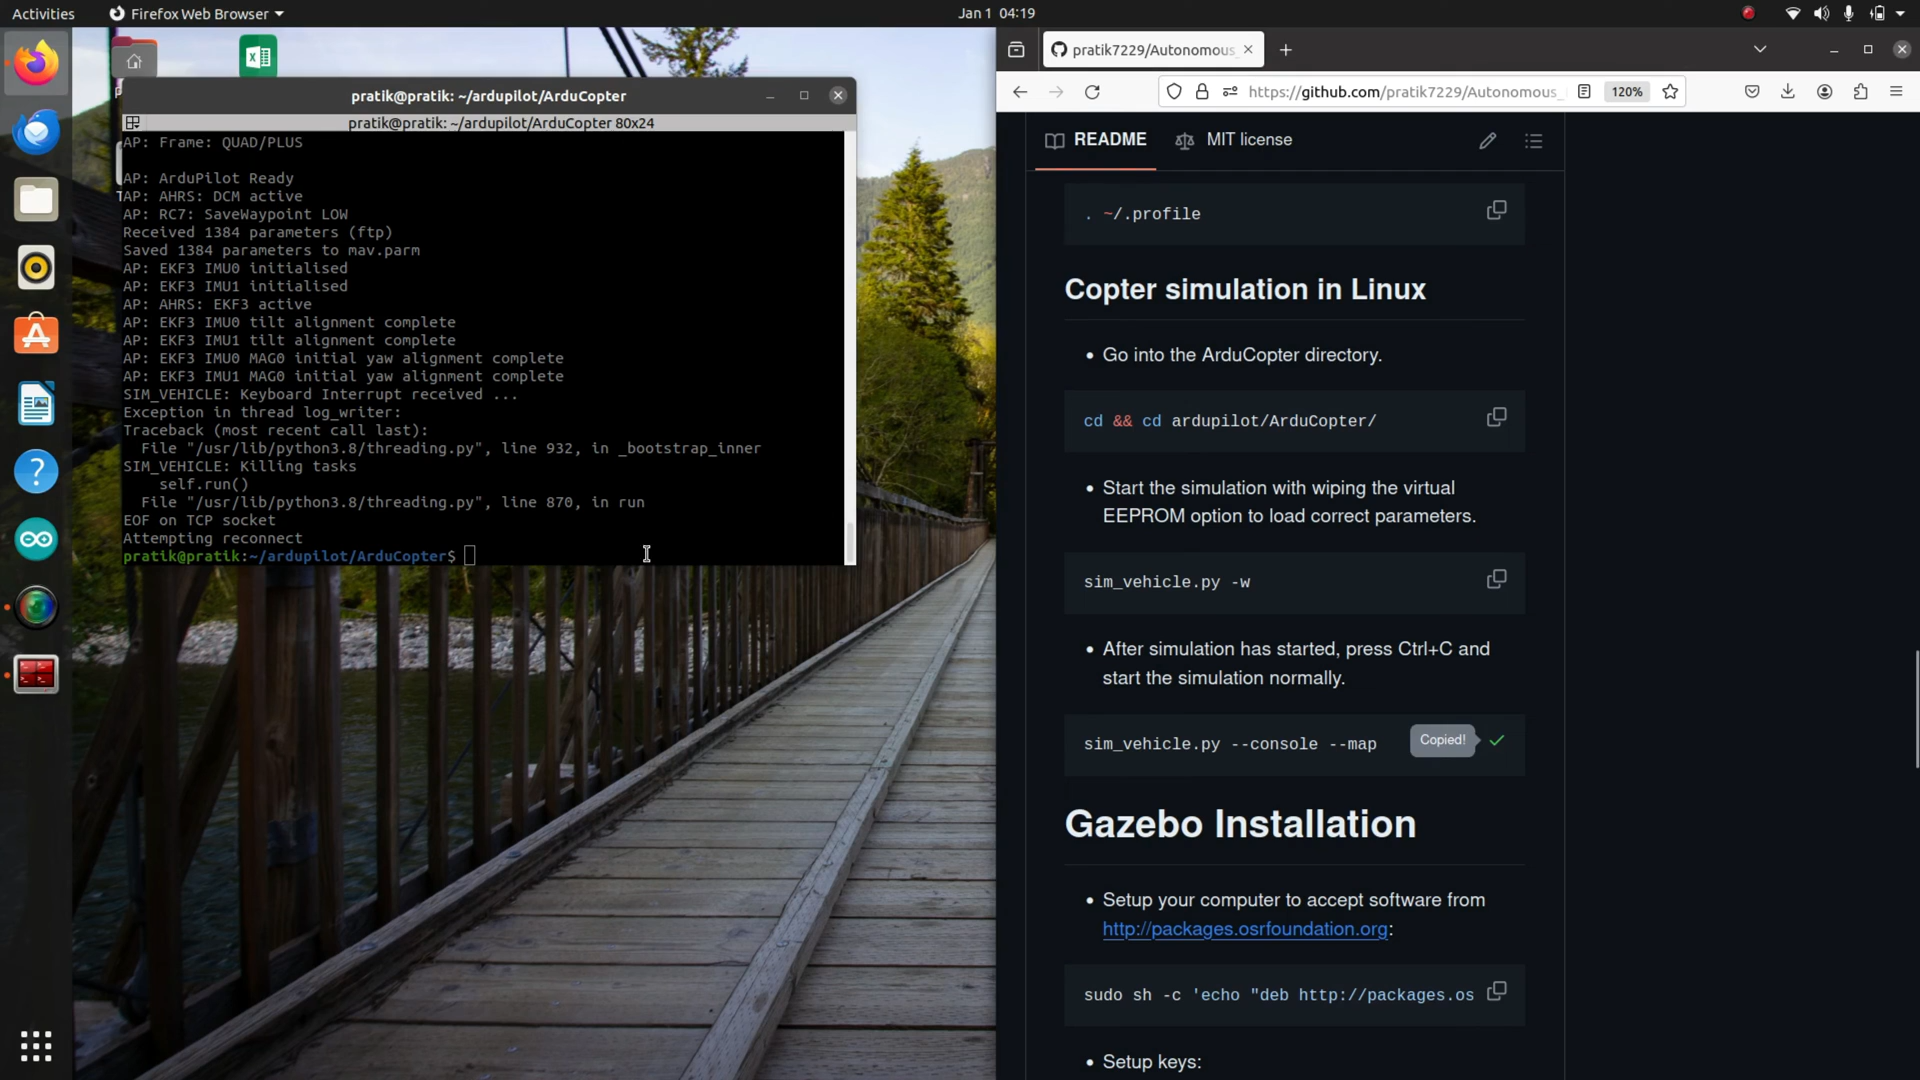 Activities
Firefox Web Browser
Jan 1 04:19
pratik@pratik: ~/ardupilot/ArduCopter
pratik@pratik: ~/ardupilot/ArduCopter 80x24
AP: Frame: QUAD/PLUS
AP: ArduPilot Ready
AP: AHRS: DCM active
AP: RC7: SaveWaypoint LOW
Received 1384 parameters (ftp)
Saved 1384 parameters to mav.parm
AP: EKF3 IMU0 initialised
AP: EKF3 IMU1 initialised
AP: AHRS: EKF3 active
AP: EKF3 IMU0 tilt alignment complete
AP: EKF3 IMU1 tilt alignment complete
AP: EKF3 IMU0 MAG0 initial yaw alignment complete
AP: EKF3 IMU1 MAG0 initial yaw alignment complete
SIM_VEHICLE: Keyboard Interrupt received ...
Exception in thread log_writer:
Traceback (most recent call last):
File "/usr/lib/python3.8/threading.py", line 932, in _bootstrap_inner
SIM_VEHICLE: Killing tasks
self.run()
File "/usr/lib/python3.8/threading.py", line 870, in run
EOF on TCP socket
Attempting reconnect
pratik@pratik:~/ardupilot/ArduCopter$
pratik7229/Autonomous_
https://github.com/pratik7229/Autonomous_
120%
README
MIT license
. ~/.profile
Copter simulation in Linux
• Go into the ArduCopter directory.
cd && cd ardupilot/ArduCopter/
• Start the simulation with wiping the virtual
EEPROM option to load correct parameters.
sim_vehicle.py -w
• After simulation has started, press Ctrl+C and
start the simulation normally.
sim_vehicle.py --console --map
Copied!
Gazebo Installation
• Setup your computer to accept software from
http://packages.osrfoundation.org:
sudo sh -c 'echo "deb http://packages.os
• Setup keys: